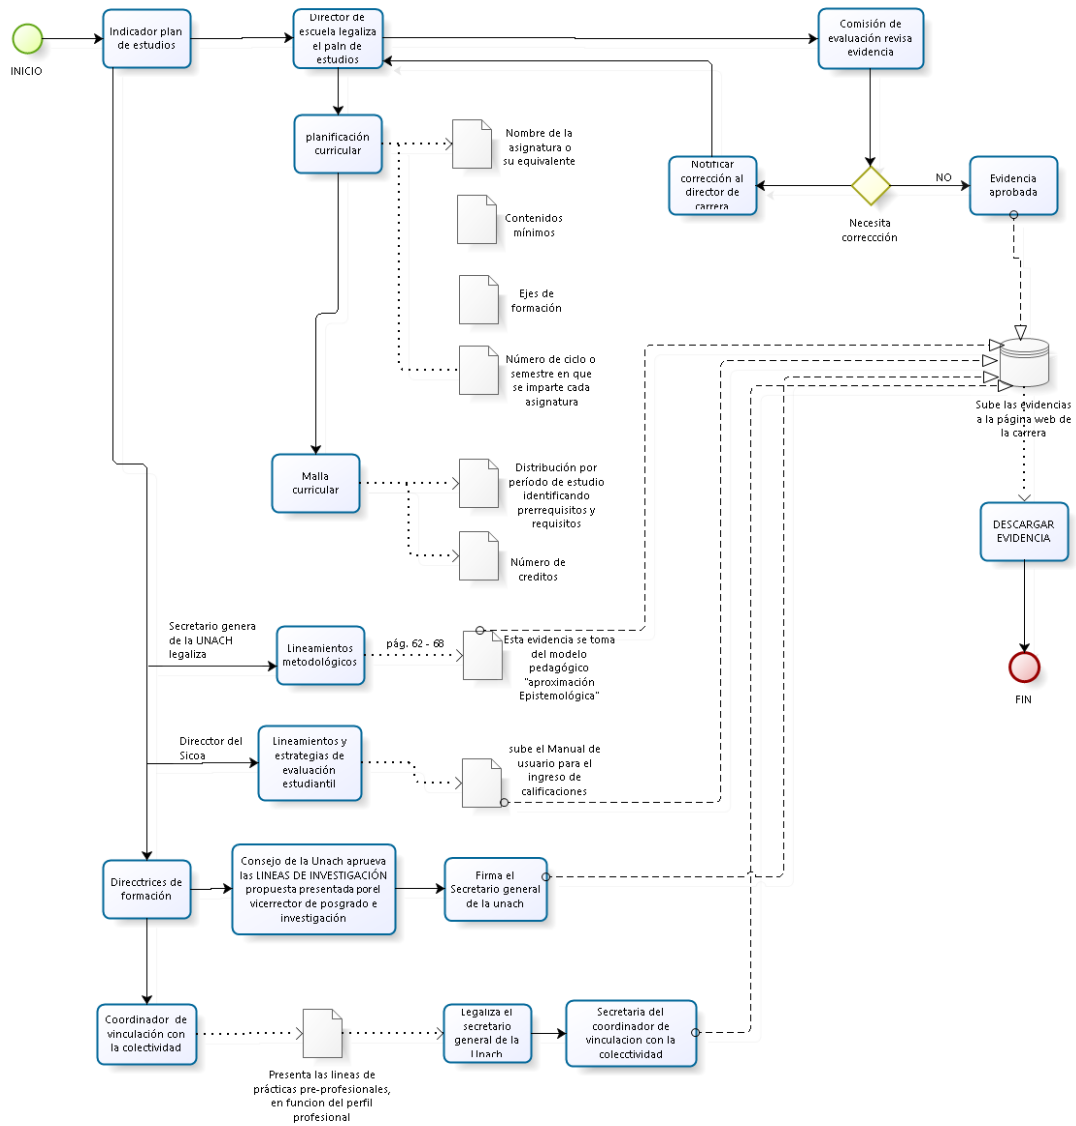 INICIO
Indicador plan
de estudios
Director de
escuela legaliza
el paln de
estudios
Comisión de
evaluación revisa
evidencia
planificación
curricular
Nombre de la
asignatura o
su equivalente
Contenidos
mínimos
Ejes de
formación
Número de ciclo o
semestre en que
se imparte cada
asignatura
Notificar
corrección al
director de
carrera
Necesita
correccción
NO
Evidencia
aprobada
Sube las evidencias
a la página web de
la carrera
Malla
curricular
Distribución por
período de estudio
identificando
prerrequisitos y
requisitos
Número de
creditos
DESCARGAR
EVIDENCIA
FIN
Secretario genera
de la UNACH
legaliza
Lineamientos
metodológicos
pág. 62 - 68
Esta evidencia se toma
del modelo
pedagógico
"aproximación
Epistemológica"
Direcctor del
Sicoa
Lineamientos y
estrategias de
evaluación
estudiantil
sube el Manual de
usuario para el
ingreso de
calificaciones
Direcctrices de
formación
Consejo de la Unach aprueva
las LINEAS DE INVESTIGACIÓN
propuesta presentada por el
vicerrector de posgrado e
investigación
Firma el
Secretario general
de la unach
Coordinador de
vinculación con
la colectividad
Presenta las lineas de
prácticas pre-profesionales,
en funcion del perfil
profesional
Legaliza el
secretario
general de la
Unach
Secretaria del
coordinador de
vinculacion con la
colecctividad